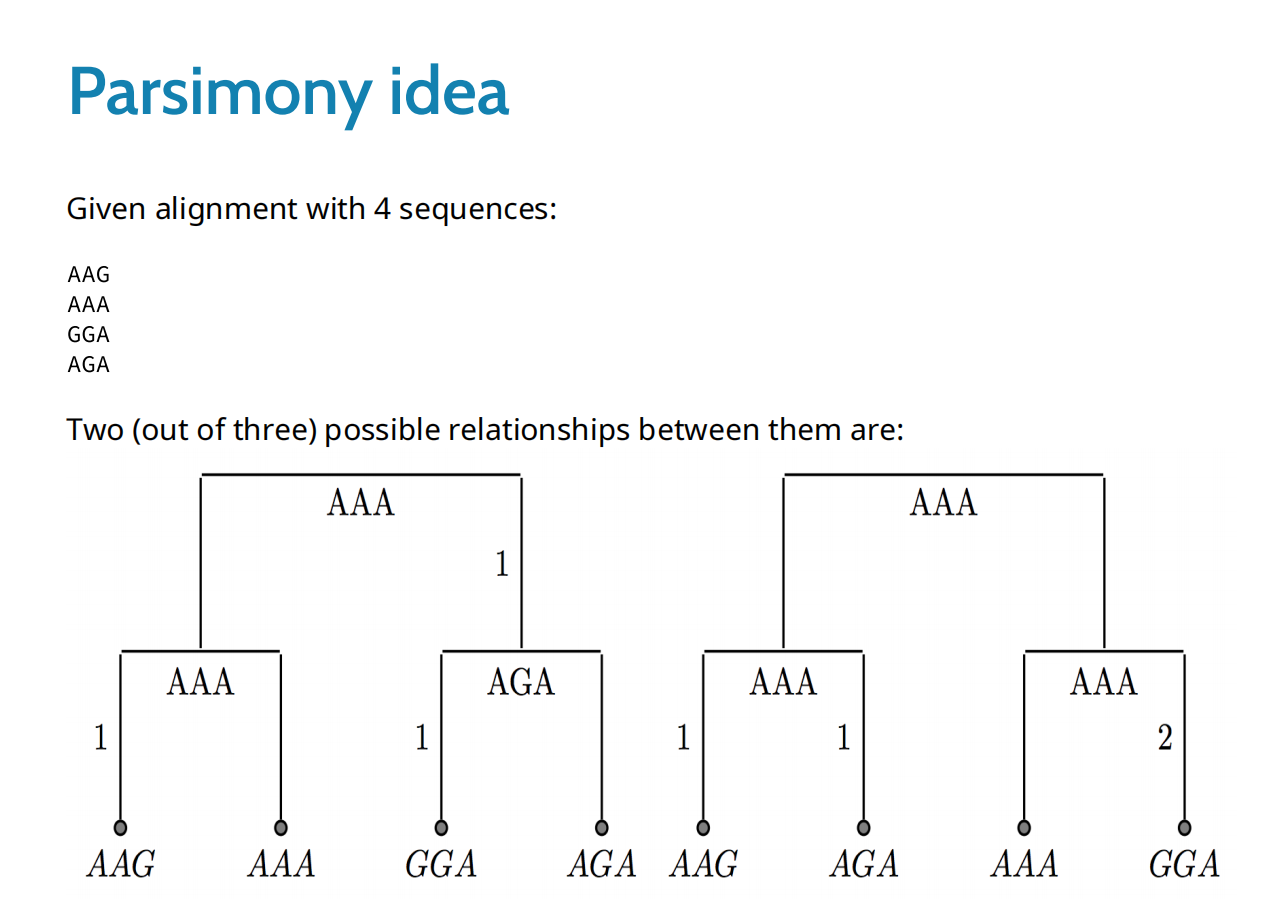 Parsimony idea
Given alignment with 4 sequences:
AAG
AAA
GGA
AGA
Two (out of three) possible relationships between them are:
AAA
1
AAA
AGA
1
1
AAG
AAA
GGA
AGA
AAA
AAA
AAA
1
1
2
AAG
AGA
AAA
GGA